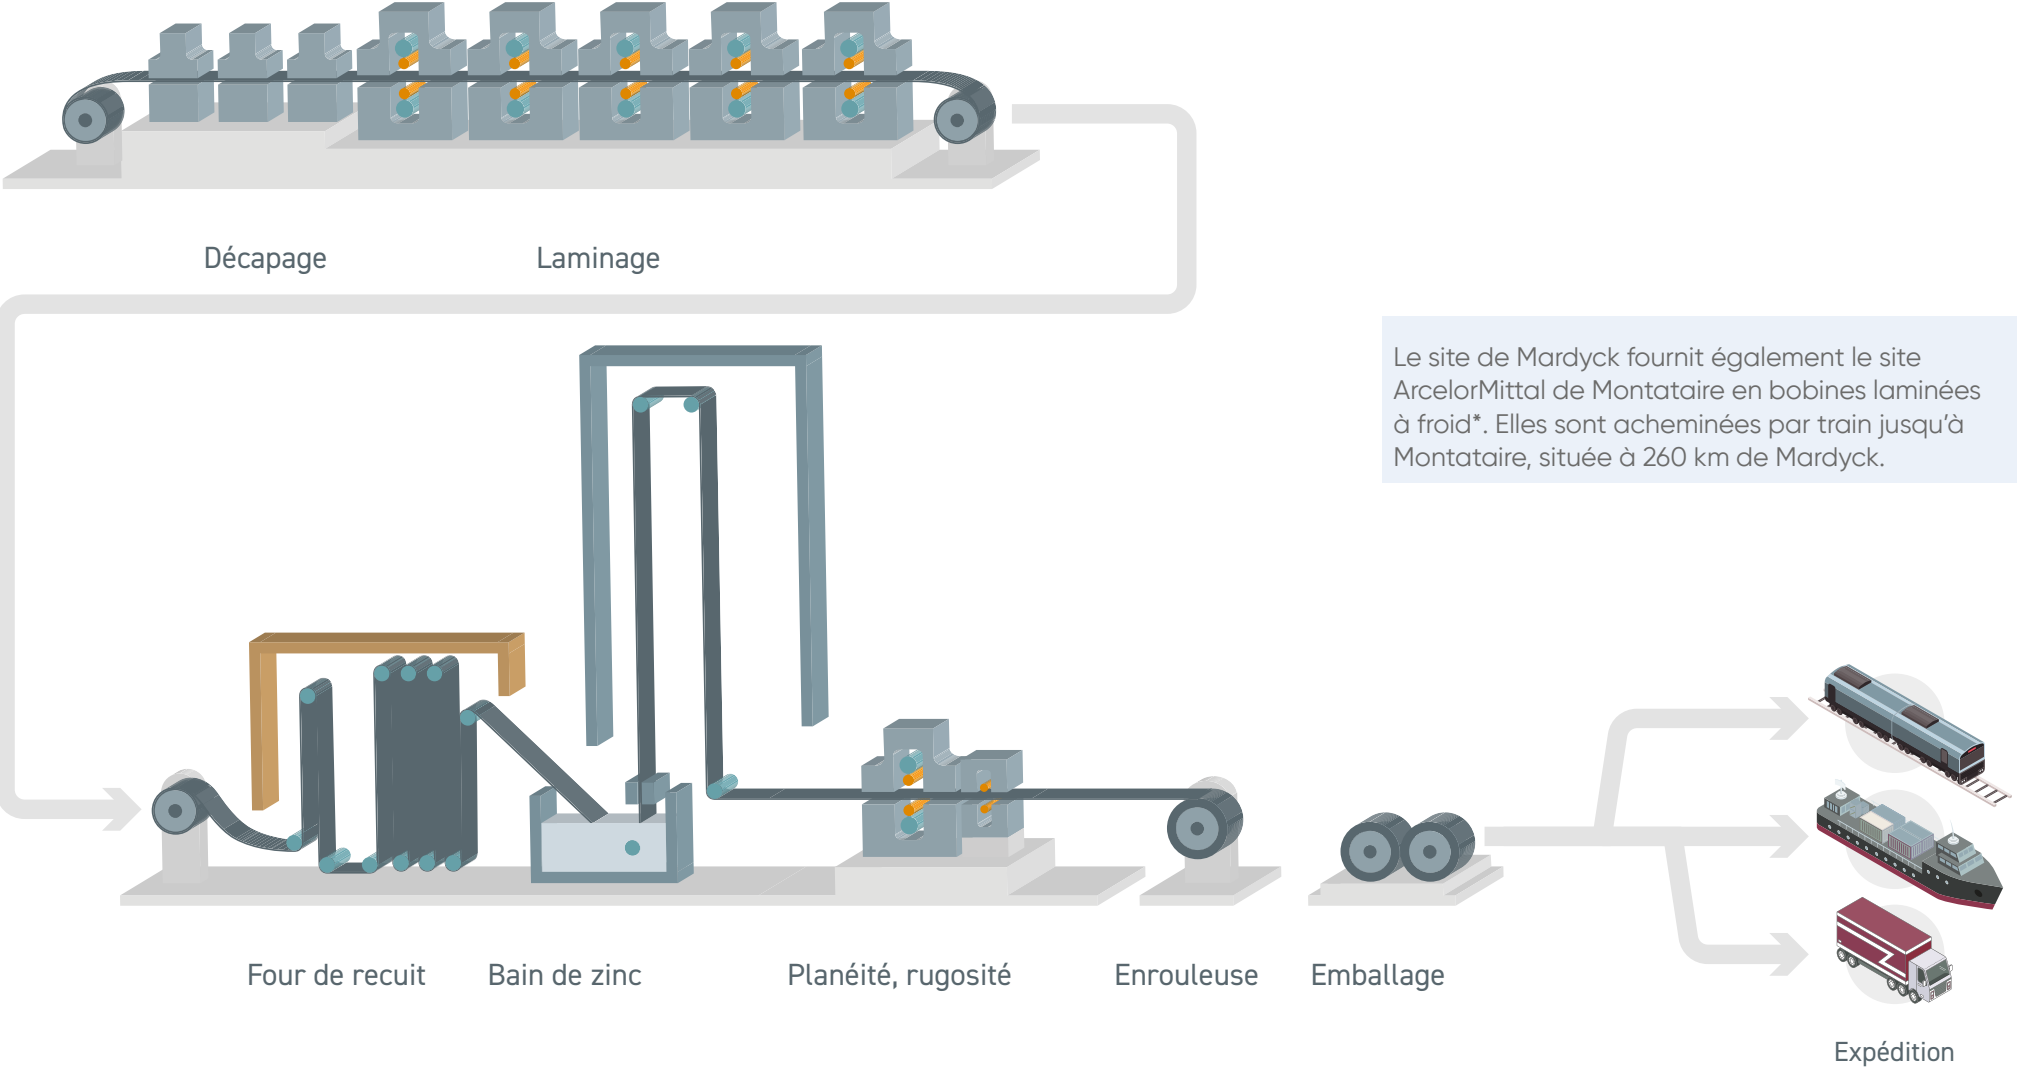 Décapage
Laminage
Le site de Mardyck fournit également le site
ArcelorMittal de Montataire en bobines laminées
à froid*. Elles sont acheminées par train jusqu'à
Montataire, située à 260 km de Mardyck.
Four de recuit
Bain de zinc
Planéité, rugosité
Enrouleuse
Emballage
Expédition